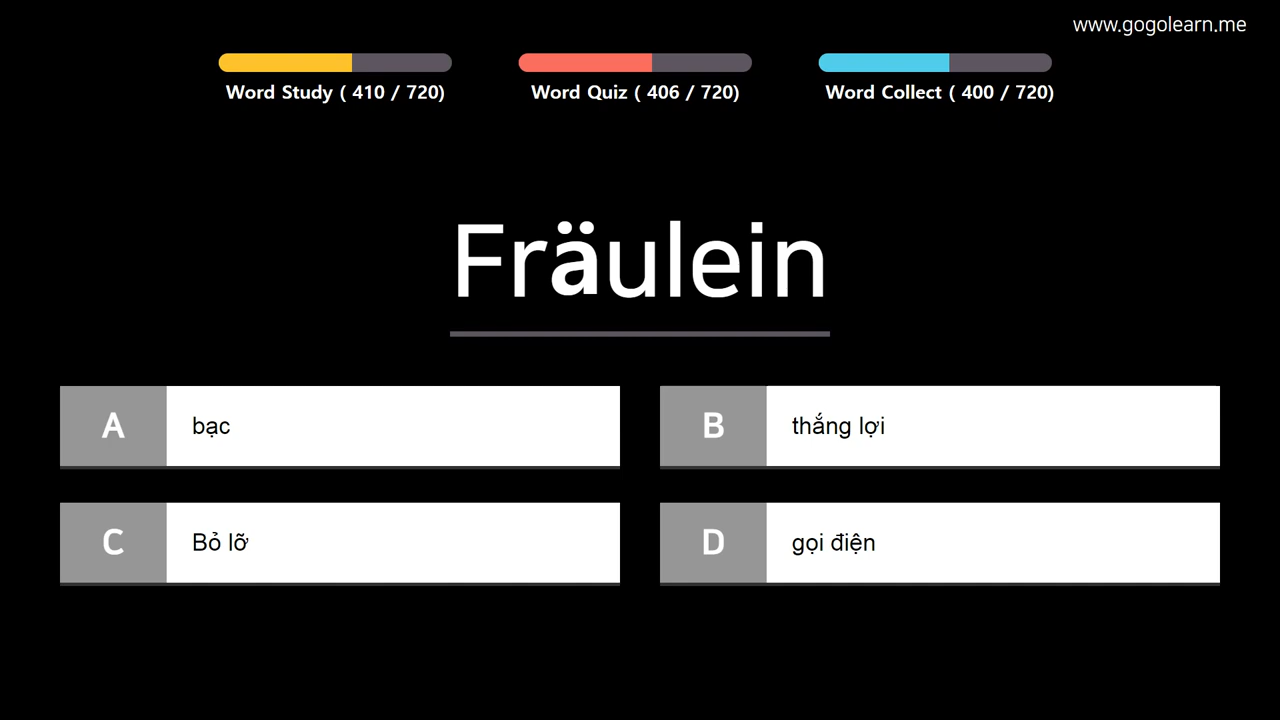 www.gogolearn.me
Word Study ( 410 / 720)
Word Quiz ( 406 / 720)
Word Collect ( 400 / 720)
Fräulein
A
bạc
B
thắng lợi
C
Bỏ lỡ
D
gọi điện